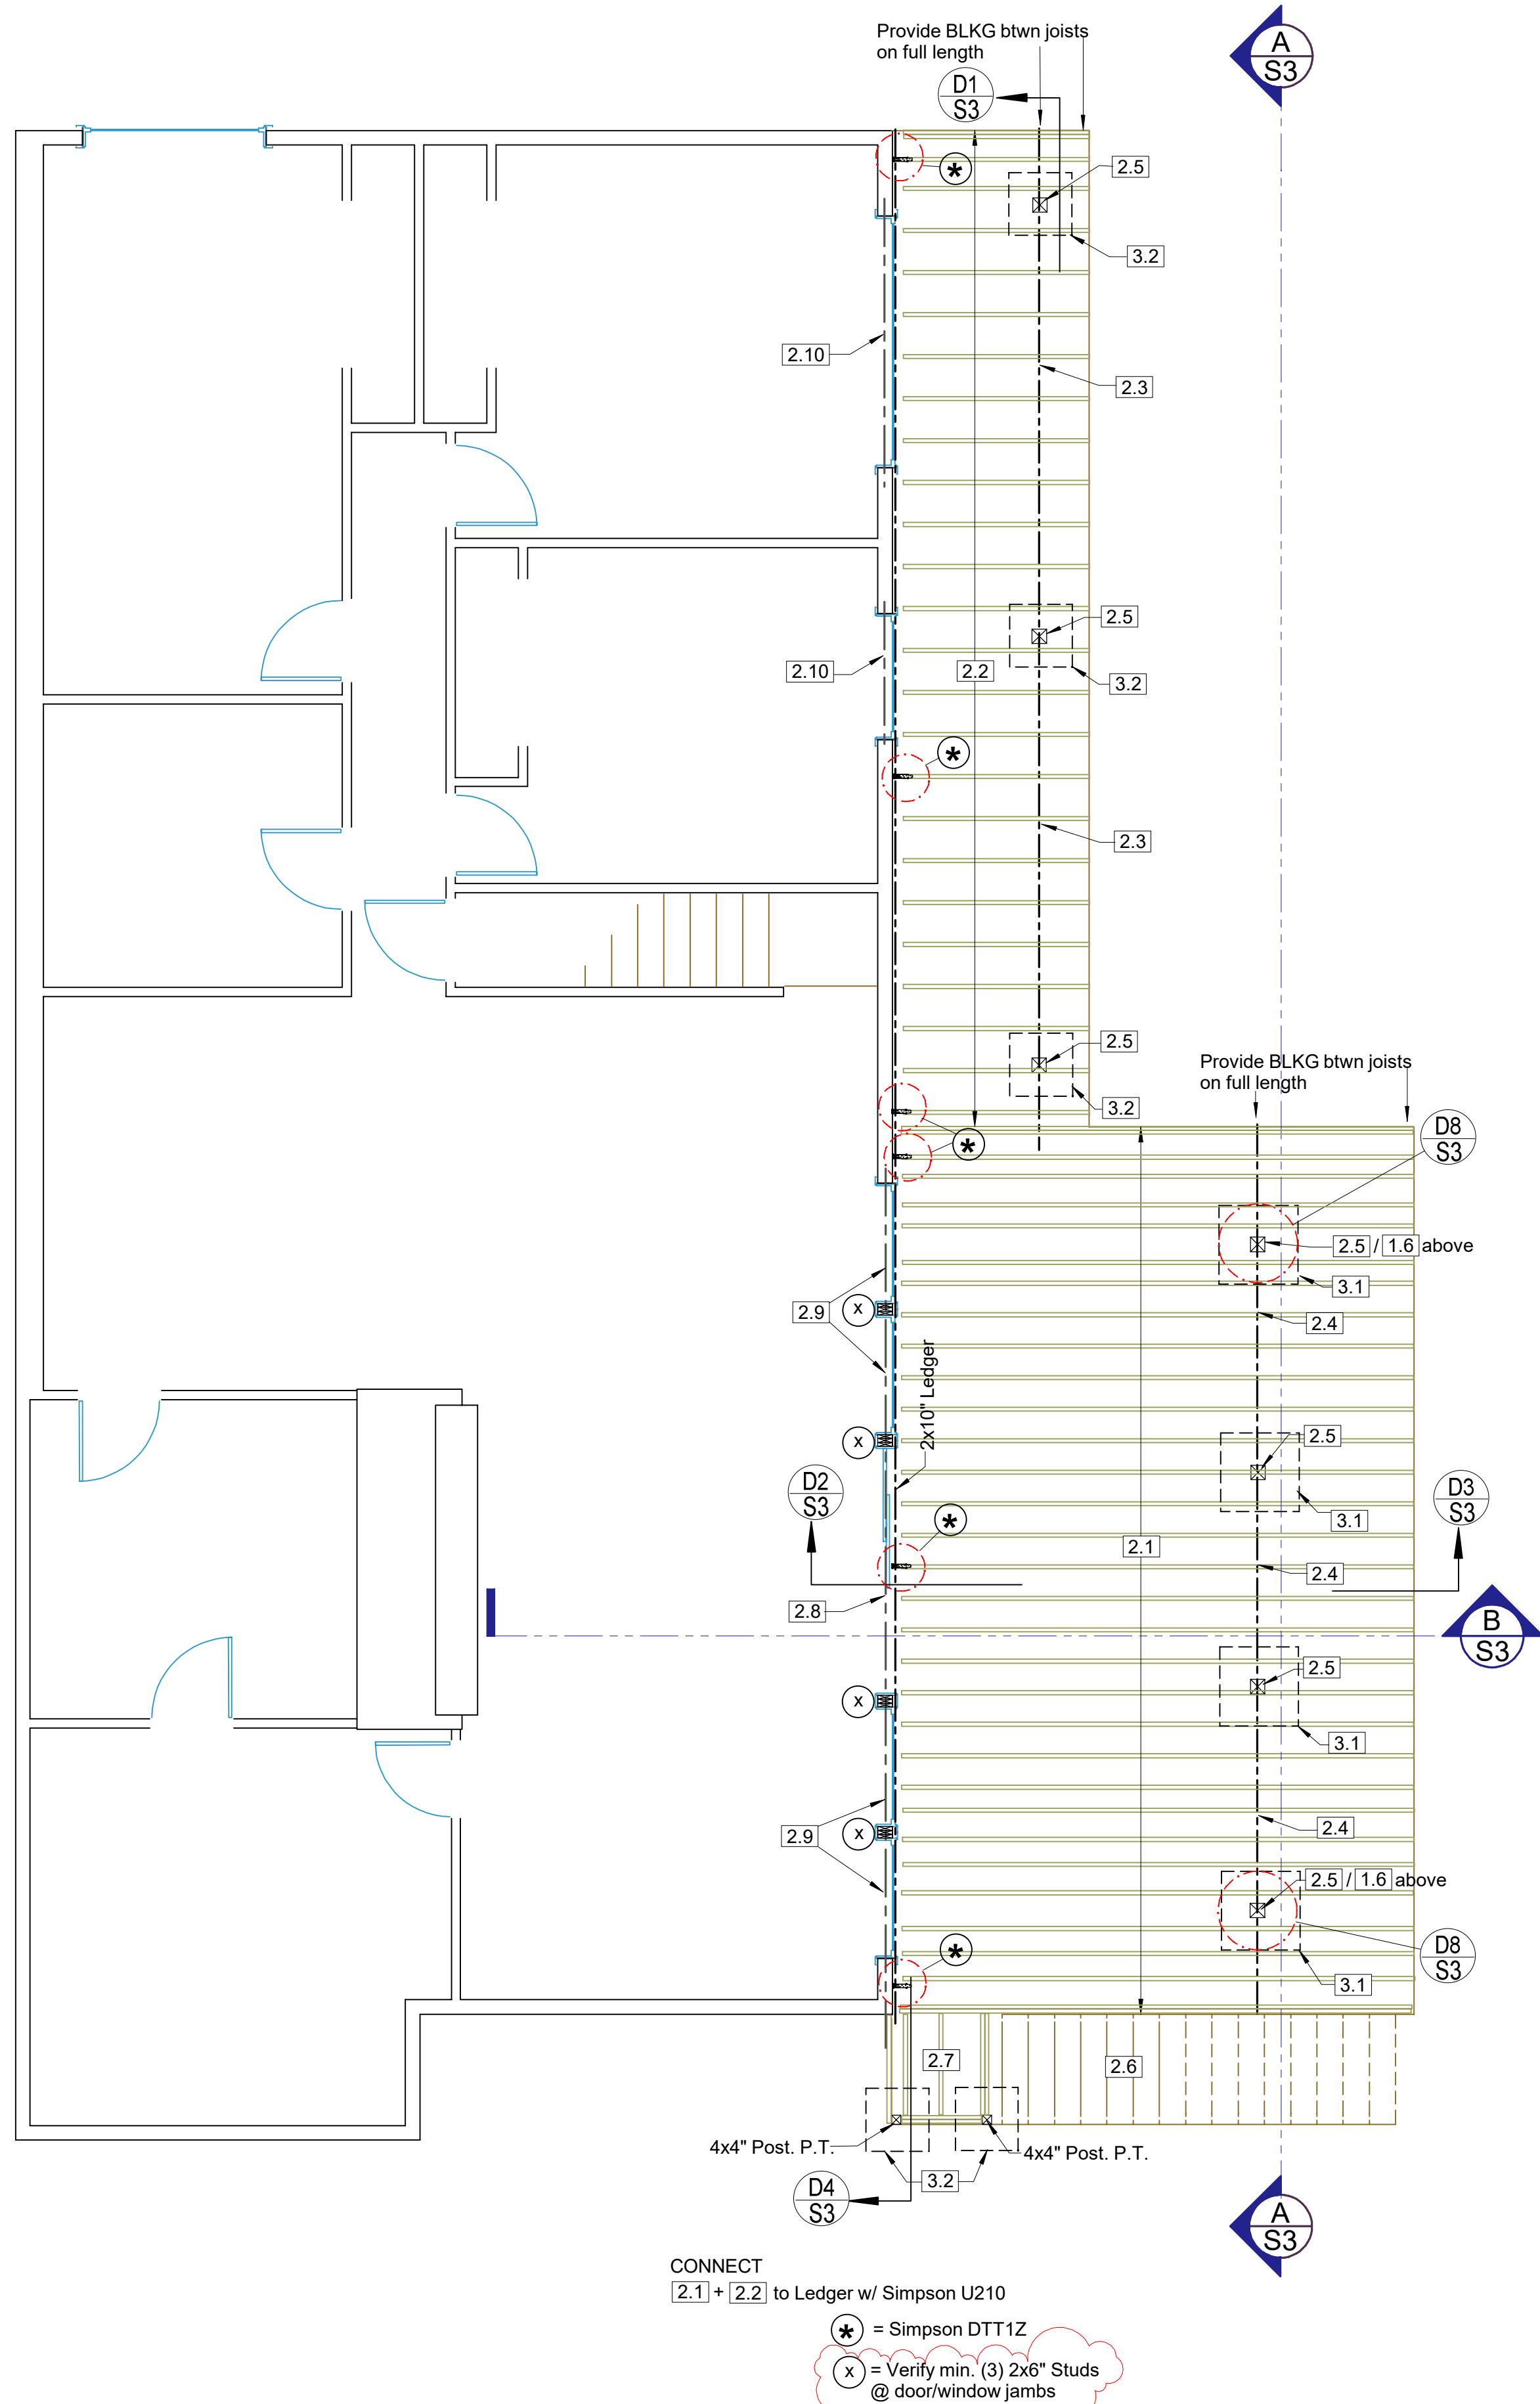 Provide BLKG btwn joists
on full length
A
S3
D1
S3
*
2.5
3.2
2.10
2.3
2.5
2.10
2.2
3.2
*
2.3
2.5
3.2
Provide BLKG btwn joists
on full length
D8
S3
*
2.5 / 1.6 above
3.1
2.9
x
2.4
2x10" Ledger
x
2.5
D2
S3
D3
S3
*
3.1
2.1
2.4
2.8
B
S3
2.5
x
3.1
2.9
x
2.4
2.5 / 1.6 above
*
D8
S3
3.1
2.7
2.6
4x4" Post. P.T.
4x4" Post. P.T.
3.2
D4
S3
A
S3
CONNECT
2.1 + 2.2 to Ledger w/ Simpson U210
* = Simpson DTT1Z
x = Verify min. (3) 2x6" Studs
@ door/window jambs